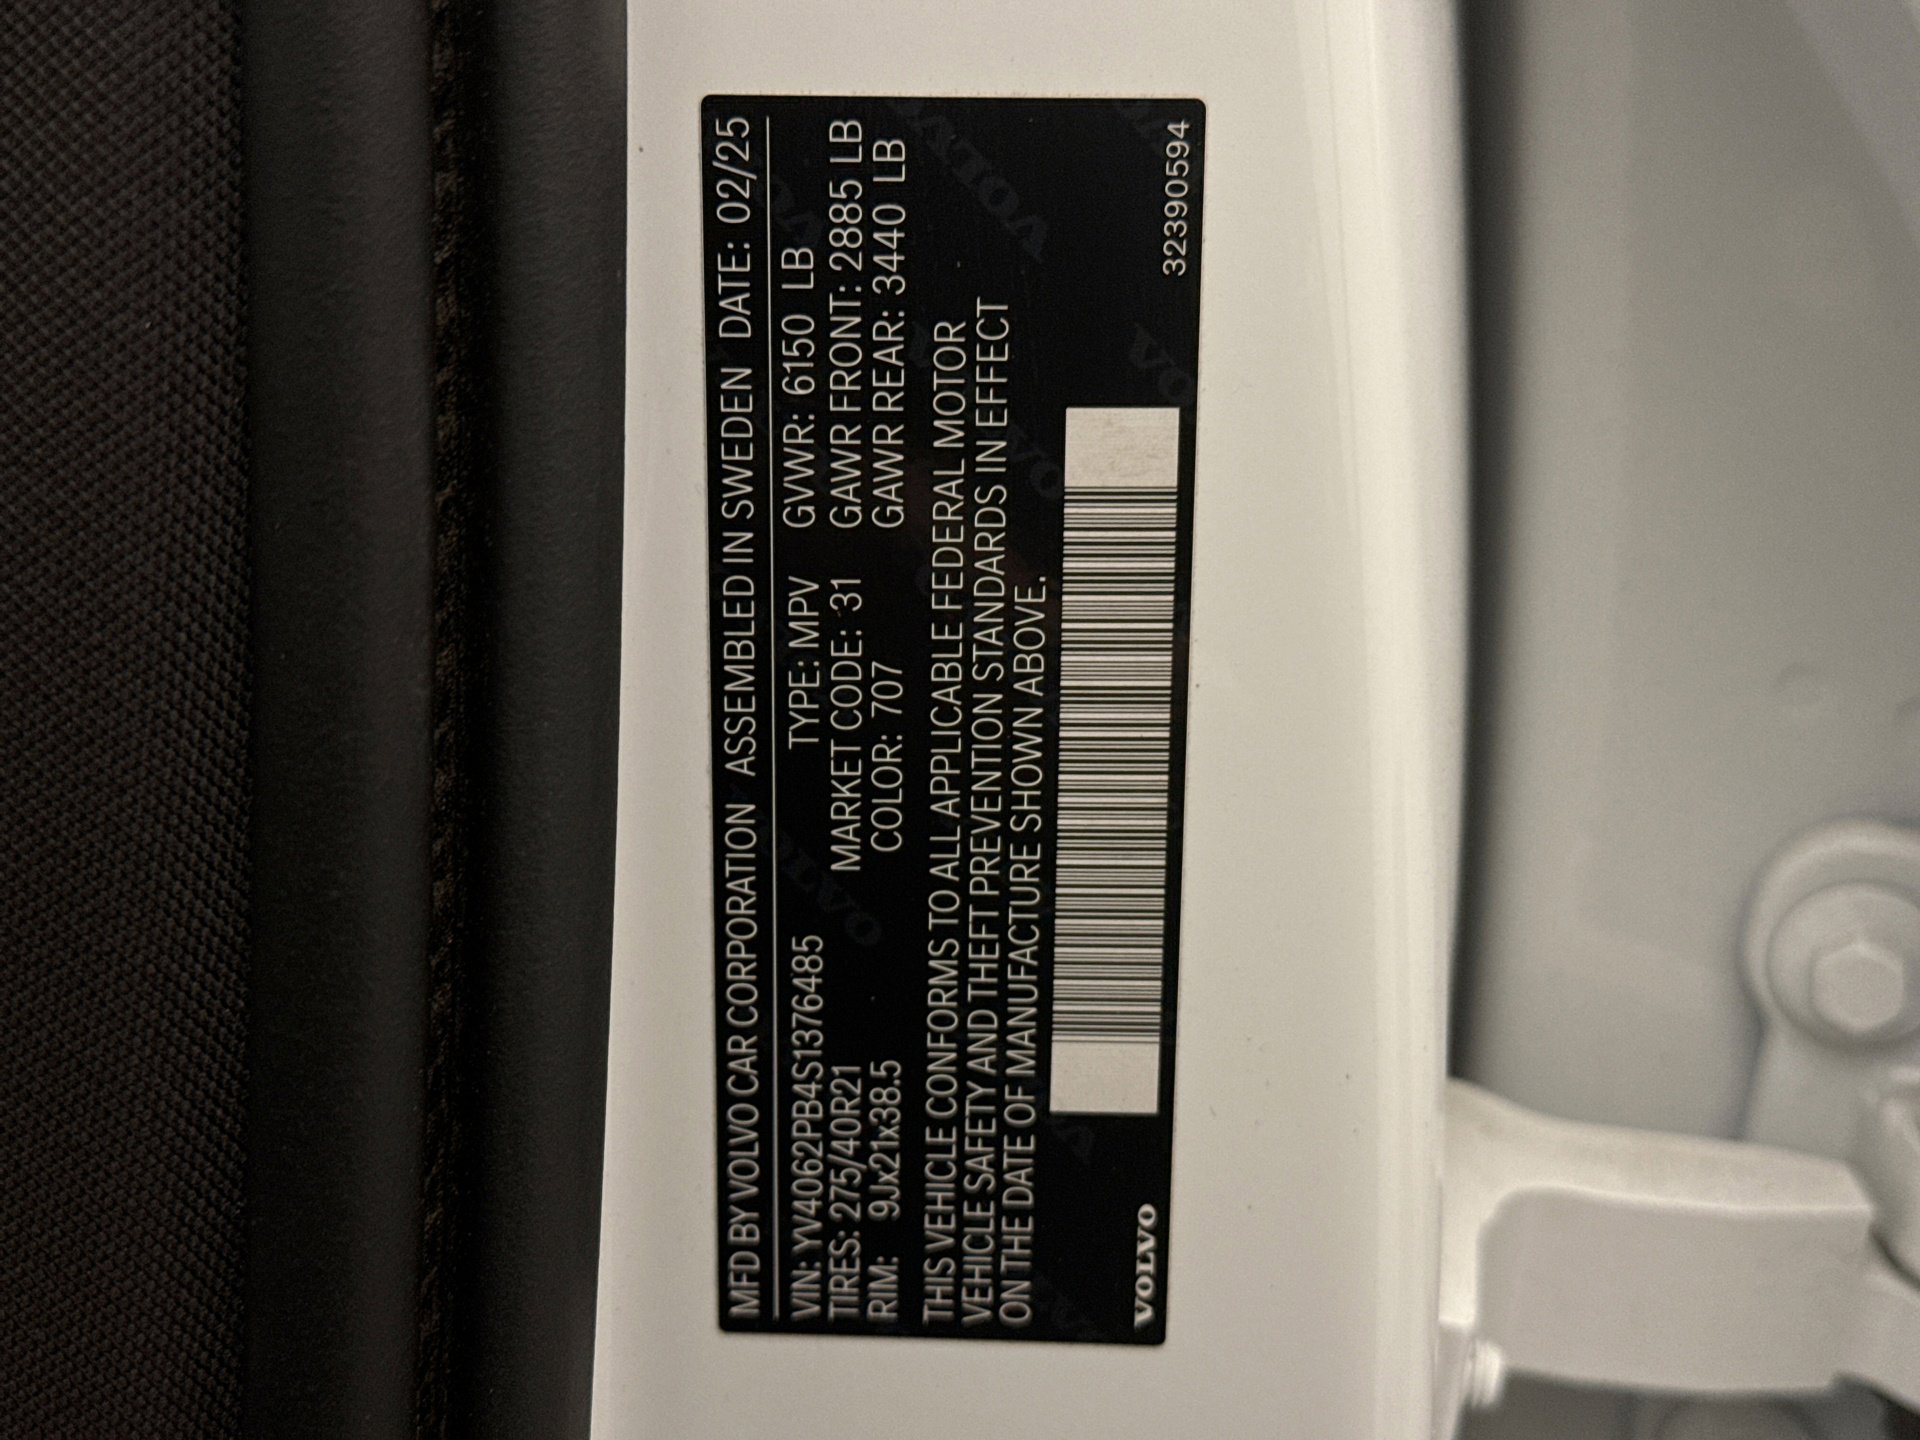 MFD BY VOLVO CAR CORPORATION ASSEMBLED IN SWEDEN DATE: 02/25
VIN: YV4062PB4S1376485 TYPE: MPV GVWR: 6150 LB
TIRES: 275/40R21 MARKET CODE: 31 GAWR FRONT: 2885 LB
RIM: 9Jx21x38.5 COLOR: 707 GAWR REAR: 3440 LB
THIS VEHICLE CONFORMS TO ALL APPLICABLE FEDERAL MOTOR
VEHICLE SAFETY AND THEFT PREVENTION STANDARDS IN EFFECT
ON THE DATE OF MANUFACTURE SHOWN ABOVE.
VOLVO 32390594